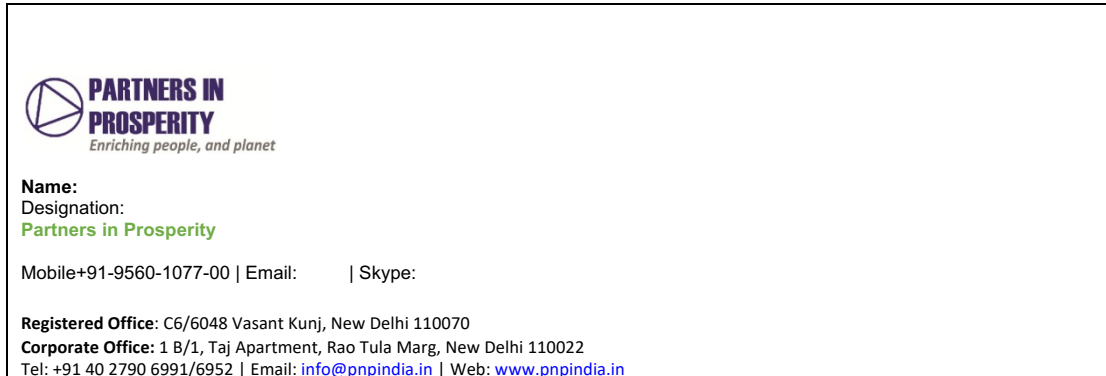 PARTNERS IN
PROSPERITY
Enriching people, and planet
Name:
Designation:
Partners in Prosperity
Mobile+91-9560-1077-00 | Email: | Skype:
Registered Office: C6/6048 Vasant Kunj, New Delhi 110070
Corporate Office: 1 B/1, Taj Apartment, Rao Tula Marg, New Delhi 110022
Tel: +91 40 2790 6991/6952 | Email: info@pnpindia.in | Web: www.pnpindia.in